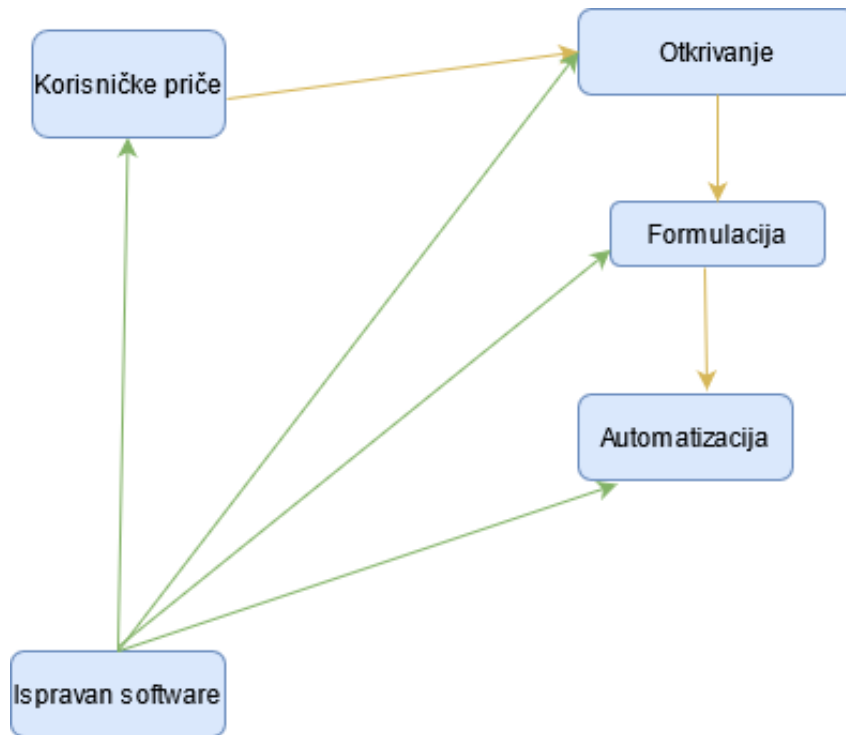 Korisničke priče
Otkrivanje
Formulacija
Automatizacija
Ispravan software